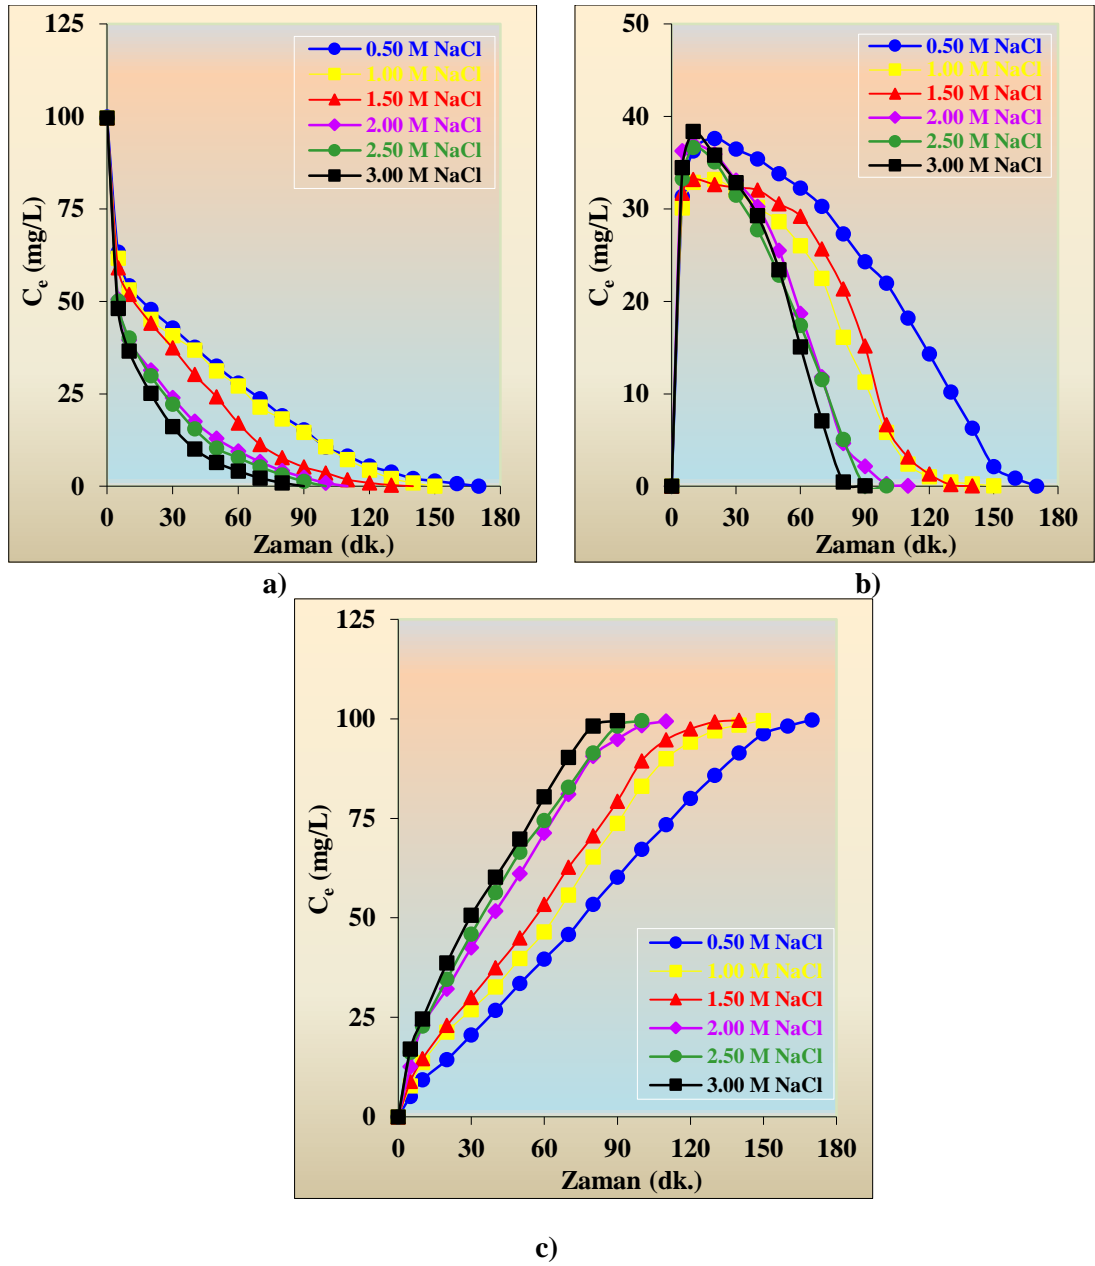 125
100
75
50
25
0
C_e (mg/L)
0.50 M NaCl
1.00 M NaCl
1.50 M NaCl
2.00 M NaCl
2.50 M NaCl
3.00 M NaCl
0 30 60 90 120 150 180
Zaman (dk.)
a)
50
40
30
20
10
0
C_e (mg/L)
0.50 M NaCl
1.00 M NaCl
1.50 M NaCl
2.00 M NaCl
2.50 M NaCl
3.00 M NaCl
0 30 60 90 120 150 180
Zaman (dk.)
b)
125
100
75
50
25
0
C_e (mg/L)
0.50 M NaCl
1.00 M NaCl
1.50 M NaCl
2.00 M NaCl
2.50 M NaCl
3.00 M NaCl
0 30 60 90 120 150 180
Zaman (dk.)
c)